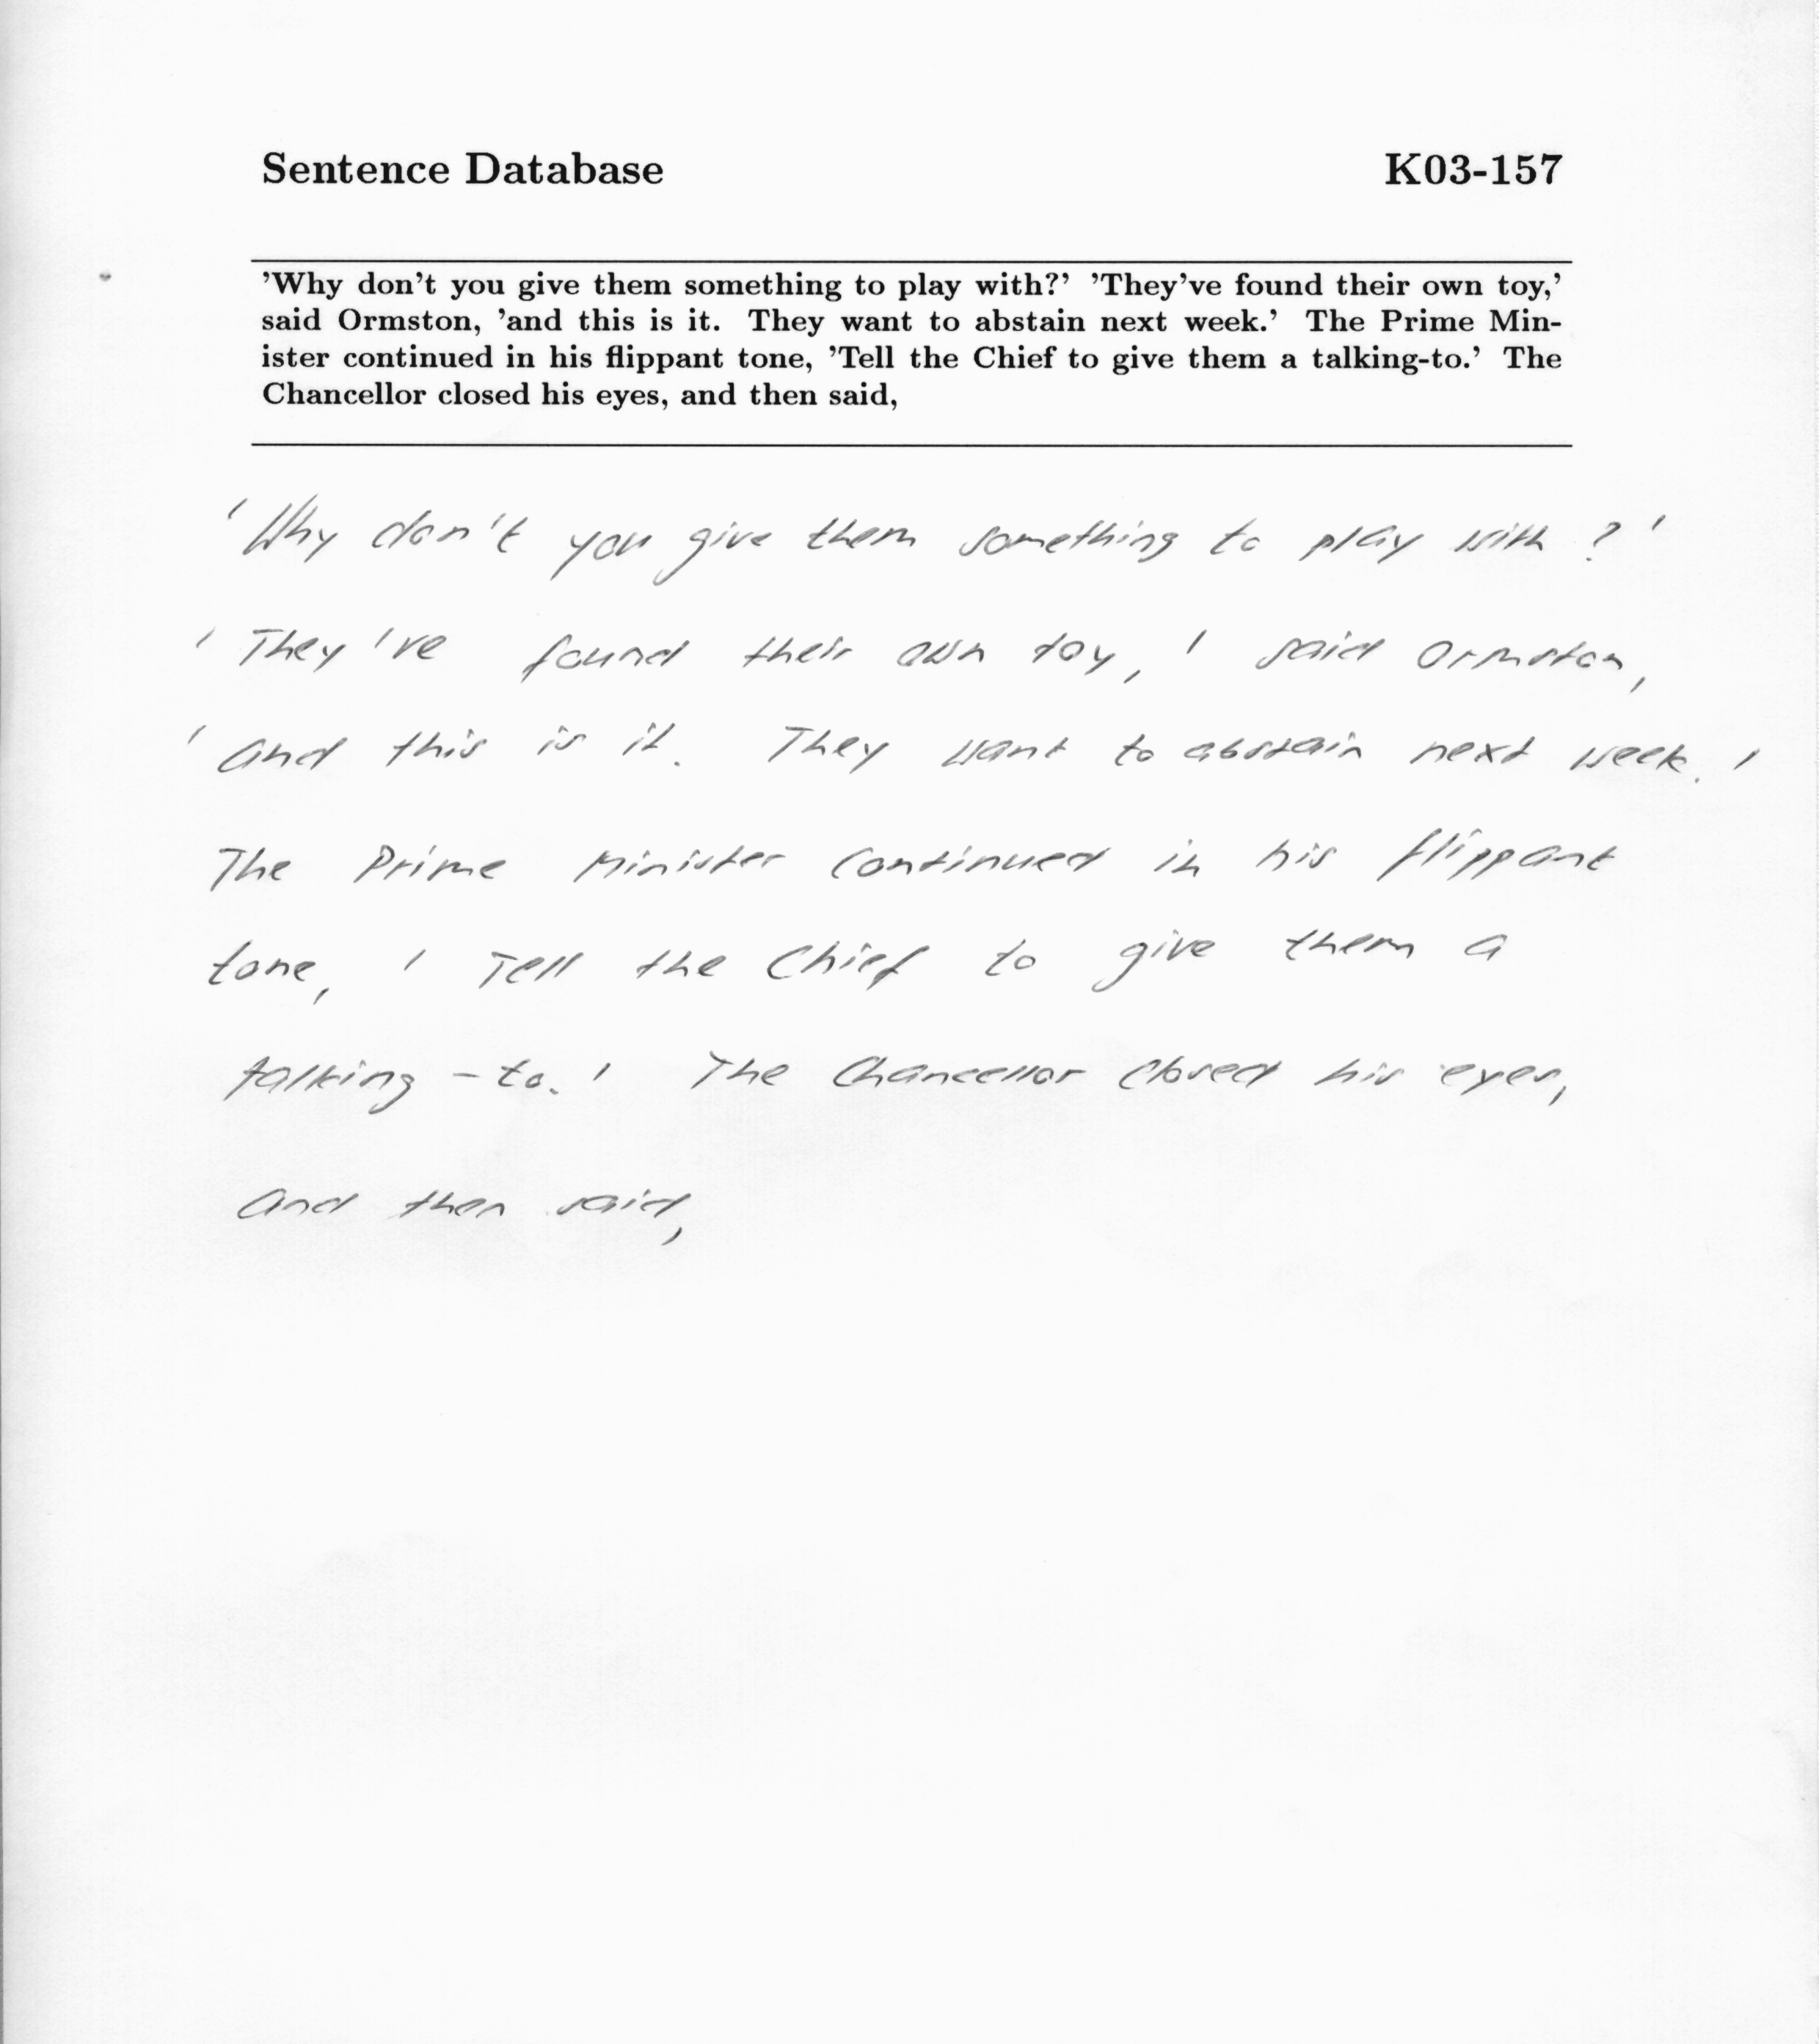 Sentence Database K03-157
'Why don't you give them something to play with?' 'They've found their own toy,'
said Ormston, 'and this is it. They want to abstain next week.' The Prime Min-
ister continued in his flippant tone, 'Tell the Chief to give them a talking-to.' The
Chancellor closed his eyes, and then said,
'Why don't you give them something to play with ?'
'They've found their own toy,' said Ormston,
'and this is it. They want to abstain next week.'
The Prime Minister continued in his flippant
tone, 'Tell the Chief to give them a
talking-to.' The Chancellor closed his eyes,
and then said,